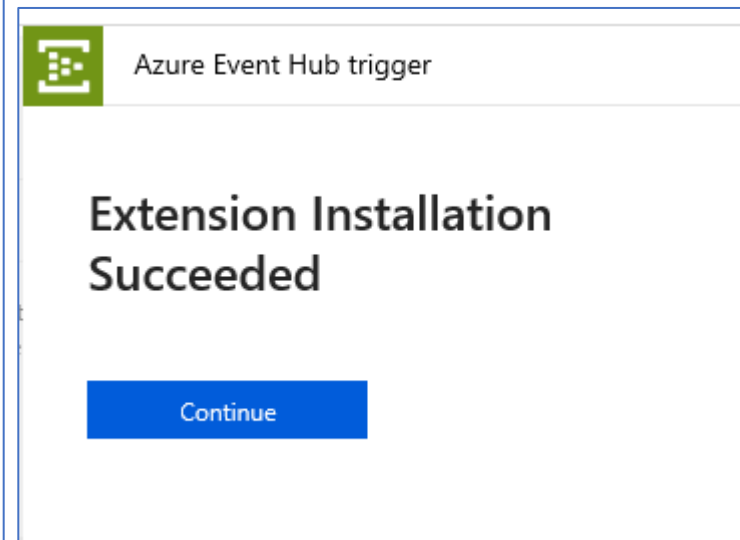 Azure Event Hub trigger
Extension Installation
Succeeded
Continue